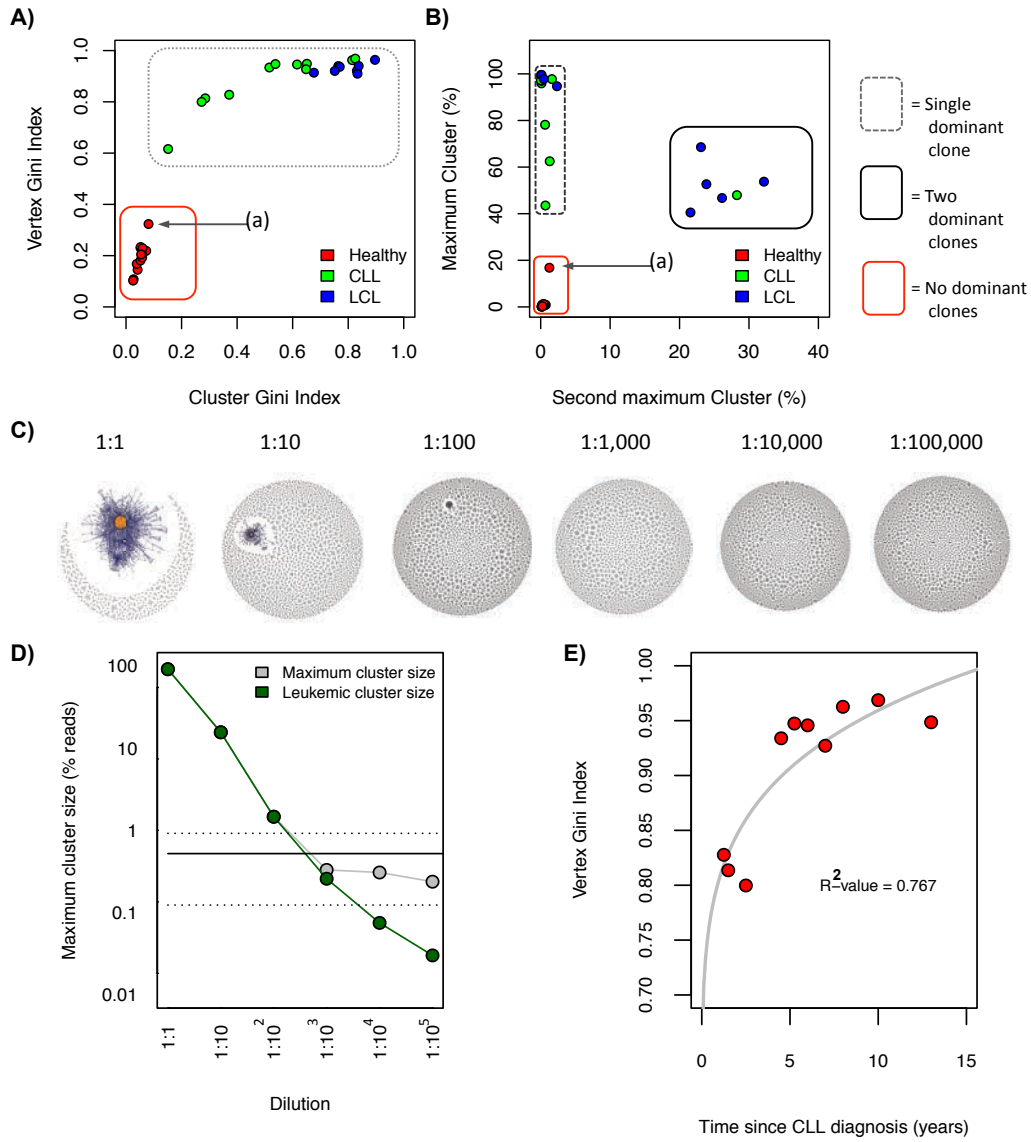 A)
Vertex Gini Index
1.0
0.8
0.6
0.4
0.2
0.0
(a)
Healthy
CLL
LCL
0.0 0.2 0.4 0.6 0.8 1.0
Cluster Gini Index
B)
Maximum Cluster (%)
100
80
60
40
20
0
(a)
Healthy
CLL
LCL
0 10 20 30 40
Second maximum Cluster (%)
= Single
dominant
clone
= Two
dominant
clones
= No dominant
clones
C)
1:1 1:10 1:100 1:1,000 1:10,000 1:100,000
D)
Maximum cluster size (% reads)
100
10
1
0.1
0.01
Maximum cluster size
Leukemic cluster size
1:1 1:10 1:10² 1:10³ 1:10⁴ 1:10⁵
Dilution
E)
Vertex Gini Index
1.00
0.95
0.90
0.85
0.80
0.75
0.70
R²-value = 0.767
0 5 10 15
Time since CLL diagnosis (years)